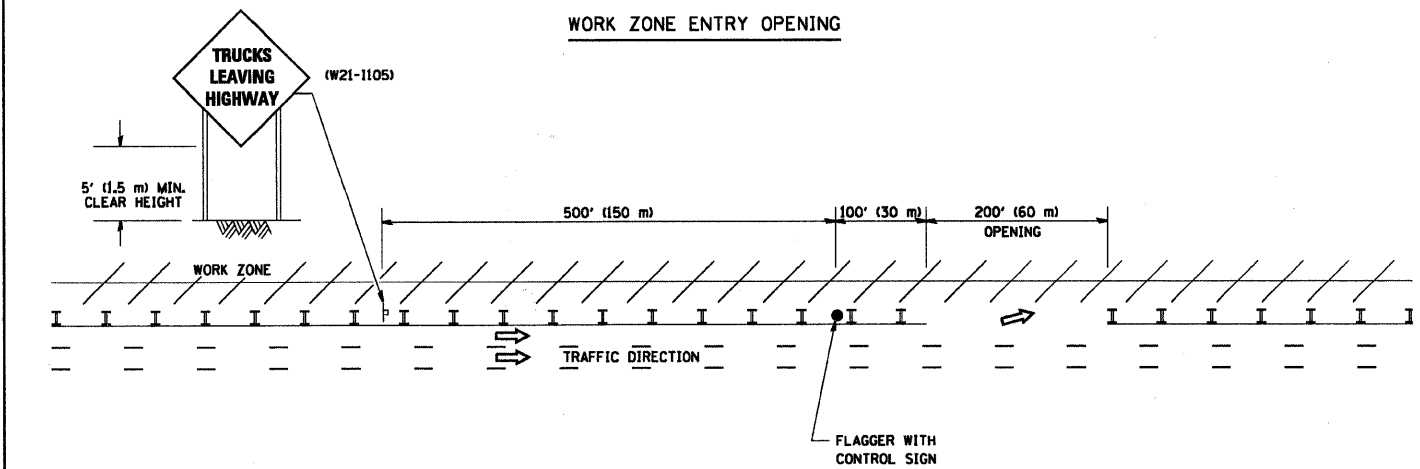 WORK ZONE ENTRY OPENING
TRUCKS
LEAVING
HIGHWAY
(W21-I105)
5' (1.5 m) MIN.
CLEAR HEIGHT
500' (150 m)
100' (30 m)
200' (60 m)
OPENING
WORK ZONE
TRAFFIC DIRECTION
FLAGGER WITH
CONTROL SIGN